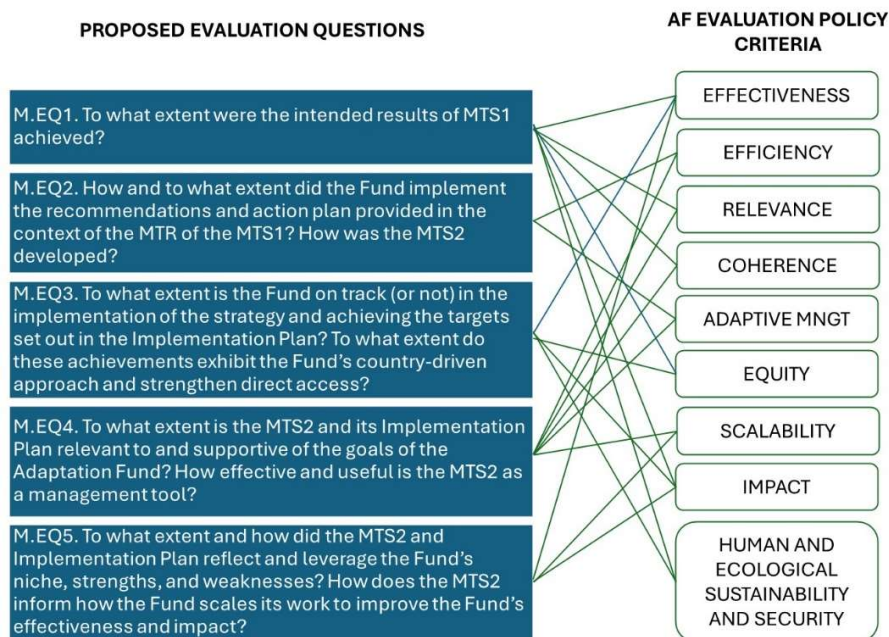 PROPOSED EVALUATION QUESTIONS
AF EVALUATION POLICY
CRITERIA
M.EQ1. To what extent were the intended results of MTS1
achieved?
M.EQ2. How and to what extent did the Fund implement
the recommendations and action plan provided in the
context of the MTR of the MTS1? How was the MTS2
developed?
M.EQ3. To what extent is the Fund on track (or not) in the
implementation of the strategy and achieving the targets
set out in the Implementation Plan? To what extent do
these achievements exhibit the Fund's country-driven
approach and strengthen direct access?
M.EQ4. To what extent is the MTS2 and its Implementation
Plan relevant to and supportive of the goals of the
Adaptation Fund? How effective and useful is the MTS2 as
a management tool?
M.EQ5. To what extent and how did the MTS2 and
Implementation Plan reflect and leverage the Fund's
niche, strengths, and weaknesses? How does the MTS2
inform how the Fund scales its work to improve the Fund's
effectiveness and impact?
EFFECTIVENESS
EFFICIENCY
RELEVANCE
COHERENCE
ADAPTIVE MNGT
EQUITY
SCALABILITY
IMPACT
HUMAN AND
ECOLOGICAL
SUSTAINABILITY
AND SECURITY